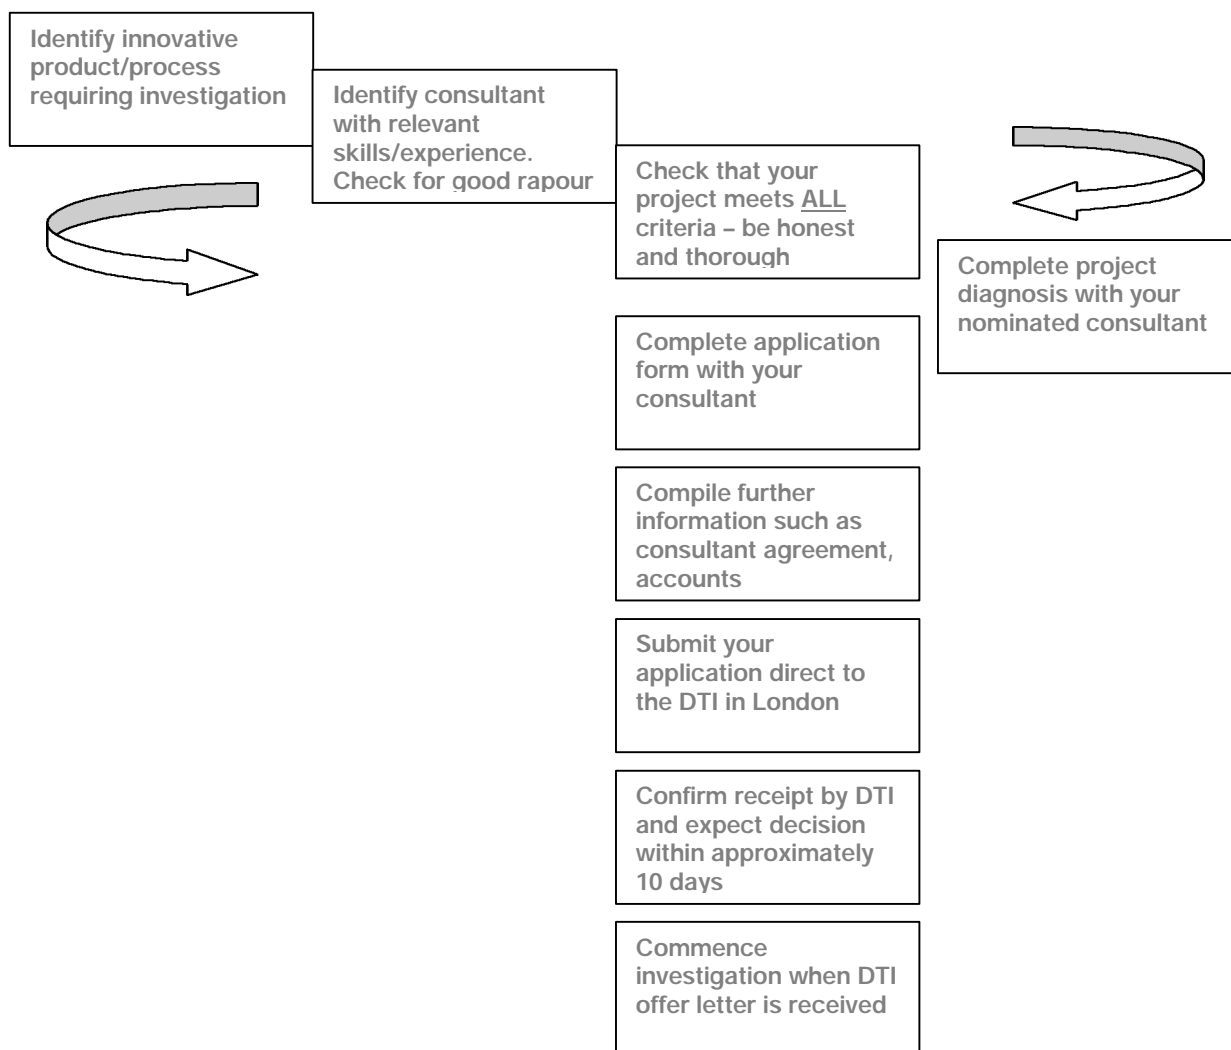 Identify innovative
product/process
requiring investigation
Identify consultant
with relevant
skills/experience.
Check for good rapour
Check that your
project meets ALL
criteria – be honest
and thorough
Complete project
diagnosis with your
nominated consultant
Complete application
form with your
consultant
Compile further
information such as
consultant agreement,
accounts
Submit your
application direct to
the DTI in London
Confirm receipt by DTI
and expect decision
within approximately
10 days
Commence
investigation when DTI
offer letter is received